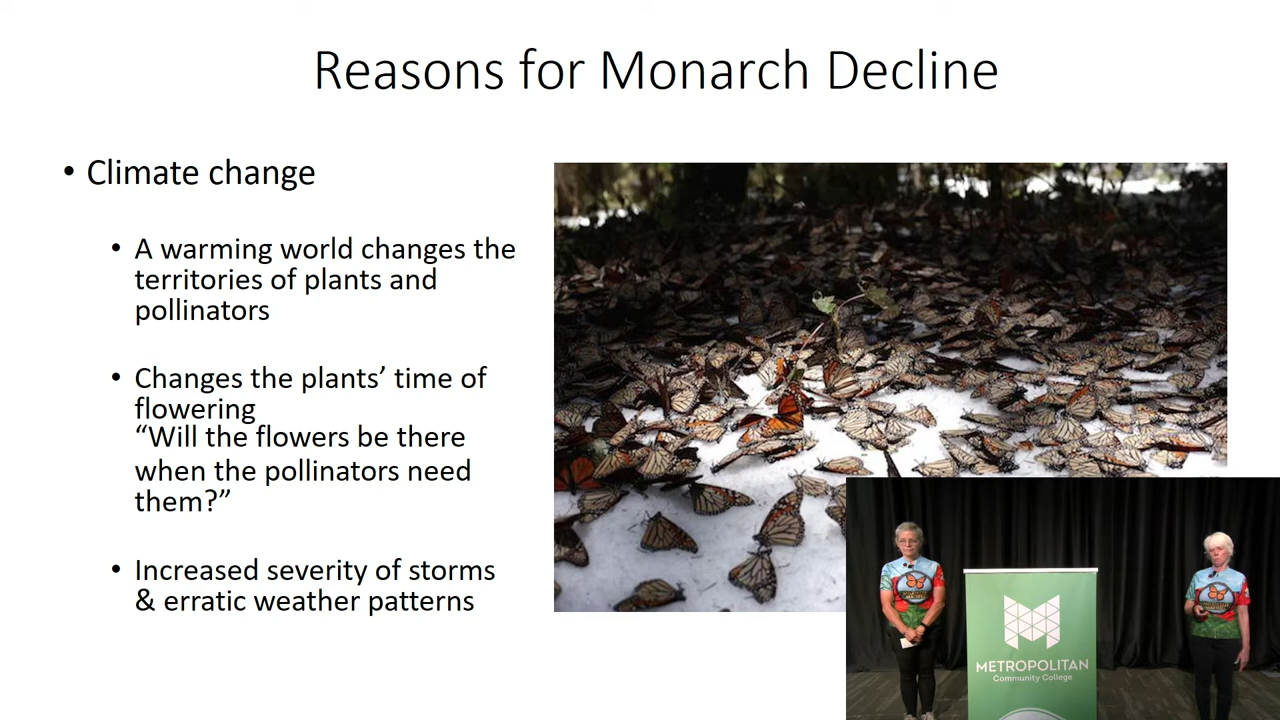 Reasons for Monarch Decline
• Climate change
• A warming world changes the
territories of plants and
pollinators
• Changes the plants’ time of
flowering
“Will the flowers be there
when the pollinators need
them?”
• Increased severity of storms
& erratic weather patterns
METROPOLITAN
Community College